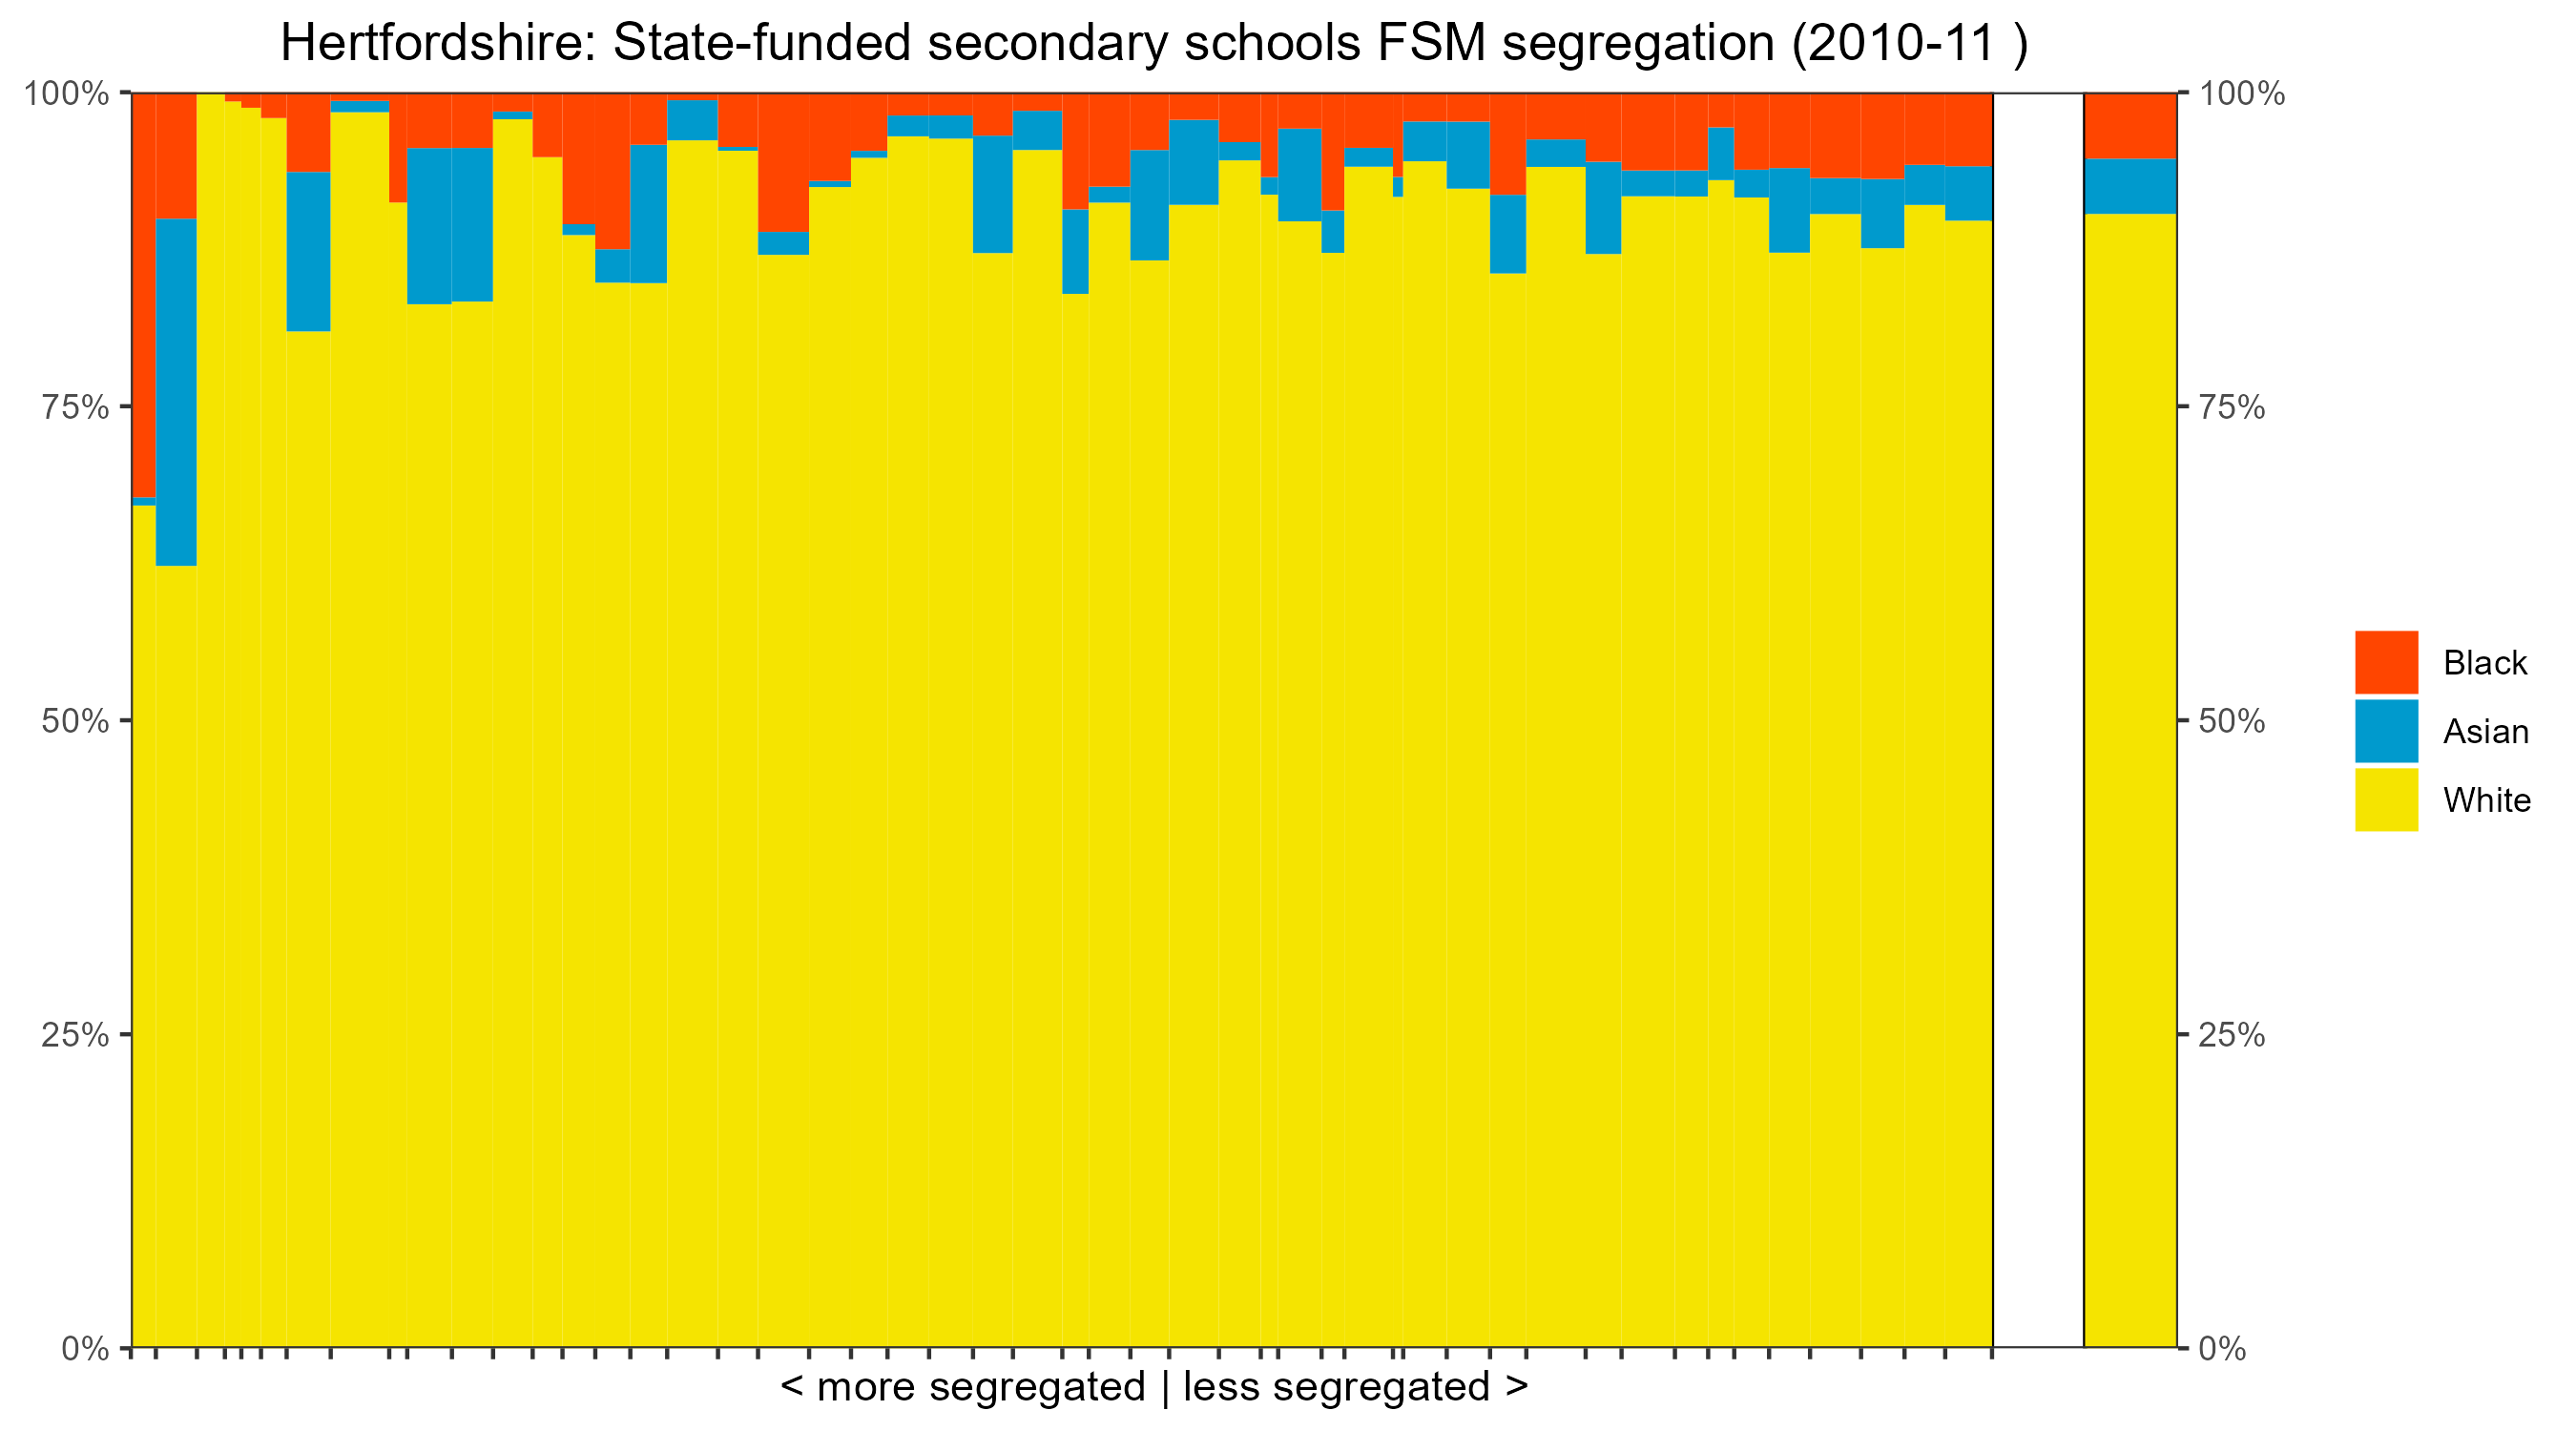 Hertfordshire: State-funded secondary schools FSM segregation (2010-11 )
100%
75%
50%
25%
0%
100%
75%
50%
25%
0%
Black
Asian
White
< more segregated | less segregated >